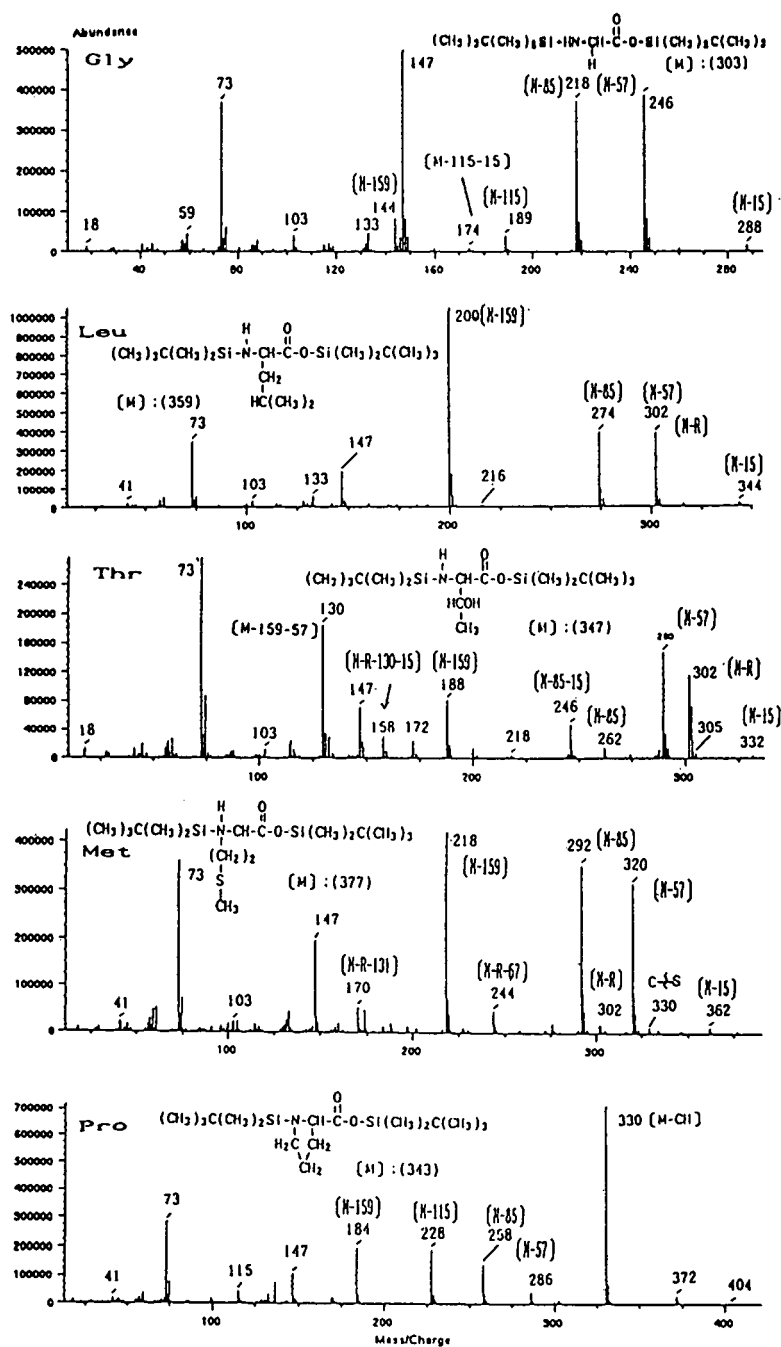 Abundance
Gly
(CH₃)₃C(CH₃)₂Si-HN-CH-C-O-Si(CH₃)₂C(CH₃)₃
O
H
[M]:(303)
500000
400000
300000
200000
100000
0
18
59
73
103
133
(M-159)
144
147
[M-115-15]
174
(M-115)
189
(M-85) 218
(M-57)
246
(M-15)
288
40
80
120
160
200
240
280
Leu
H
O
(CH₃)₃C(CH₃)₂Si-N-CH-C-O-Si(CH₃)₂C(CH₃)₃
CH₂
HC(CH₃)₂
[M]:(359)
1000000
900000
800000
700000
600000
500000
400000
300000
200000
100000
0
41
73
103
133
147
200(M-159)
216
(M-85)
274
(M-57)
302
(M-R)
(M-15)
344
100
200
300
Thr
H
O
(CH₃)₃C(CH₃)₂Si-N-CH-C-O-Si(CH₃)₂C(CH₃)₃
HCOH
CH₃
[M]:(347)
240000
200000
160000
120000
80000
40000
0
18
73
103
[M-159-57]
130
147
(M-R-130-15)
158
172
(M-159)
188
218
(M-85-15)
246
(M-85)
262
(M-57)
302
(M-R)
305
(M-15)
332
100
200
300
Met
H
O
(CH₃)₃C(CH₃)₂Si-N-CH-C-O-Si(CH₃)₂C(CH₃)₃
(CH₂)₂
S
CH₃
[M]:(377)
400000
300000
200000
100000
0
41
73
103
147
(M-R-131)
170
218
(M-159)
(M-R-67)
244
292
(M-85)
(M-R)
302
320
(M-57)
C-S
330
(M-15)
362
100
200
300
Pro
O
(CH₃)₃C(CH₃)₂Si-N-CH-C-O-Si(CH₃)₂C(CH₃)₃
H₂C
CH₂
CH₂
[M]:(343)
700000
600000
500000
400000
300000
200000
100000
0
41
73
115
147
(M-159)
184
(M-115)
228
(M-85)
258
(M-57)
286
330 [M-CH]
372
404
100
200
300
400
Mass/Charge